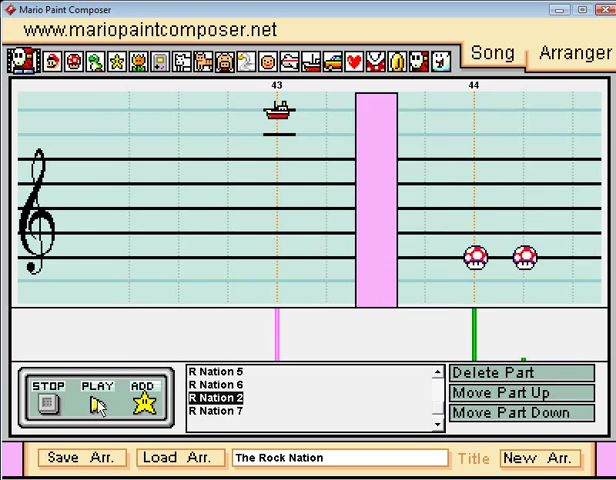 Mario Paint Composer
www.mariopaintcomposer.net
Song
Arranger
43
44
STOP
PLAY
ADD
R Nation 5
R Nation 6
R Nation 2
R Nation 7
Delete Part
Move Part Up
Move Part Down
Save Arr.
Load Arr.
The Rock Nation
Title
New Arr.